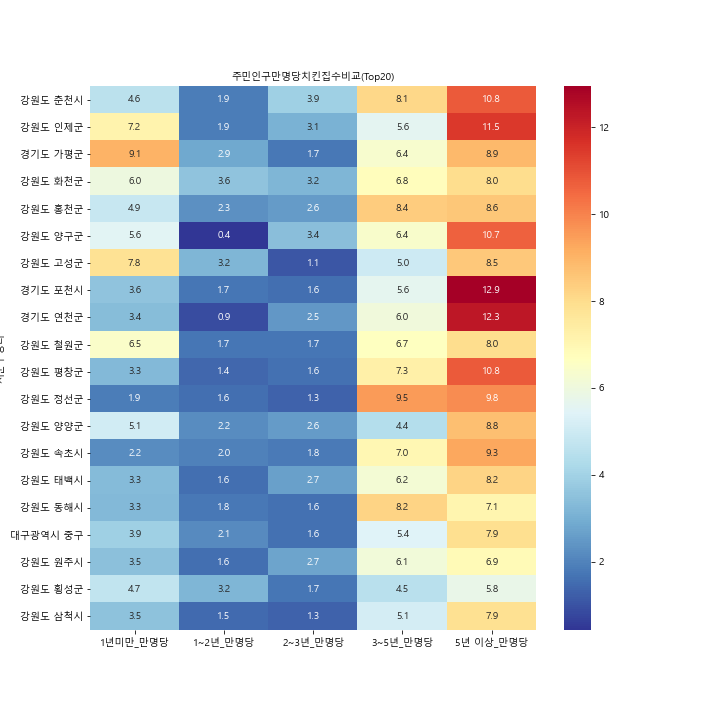 주민인구만명당치킨집수비교(Top20)
강원도 춘천시 4.6 1.9 3.9 8.1 10.8
강원도 인제군 7.2 1.9 3.1 5.6 11.5
경기도 가평군 9.1 2.9 1.7 6.4 8.9
강원도 화천군 6.0 3.6 3.2 6.8 8.0
강원도 홍천군 4.9 2.3 2.6 8.4 8.6
강원도 양구군 5.6 0.4 3.4 6.4 10.7
강원도 고성군 7.8 3.2 1.1 5.0 8.5
경기도 포천시 3.6 1.7 1.6 5.6 12.9
경기도 연천군 3.4 0.9 2.5 6.0 12.3
강원도 철원군 6.5 1.7 1.7 6.7 8.0
강원도 평창군 3.3 1.4 1.6 7.3 10.8
강원도 정선군 1.9 1.6 1.3 9.5 9.8
강원도 양양군 5.1 2.2 2.6 4.4 8.8
강원도 속초시 2.2 2.0 1.8 7.0 9.3
강원도 태백시 3.3 1.6 2.7 6.2 8.2
강원도 동해시 3.3 1.8 1.6 8.2 7.1
대구광역시 중구 3.9 2.1 1.6 5.4 7.9
강원도 원주시 3.5 1.6 2.7 6.1 6.9
강원도 횡성군 4.7 3.2 1.7 4.5 5.8
강원도 삼척시 3.5 1.5 1.3 5.1 7.9
1년미만_만명당 1~2년_만명당 2~3년_만명당 3~5년_만명당 5년 이상_만명당
12
10
8
6
4
2